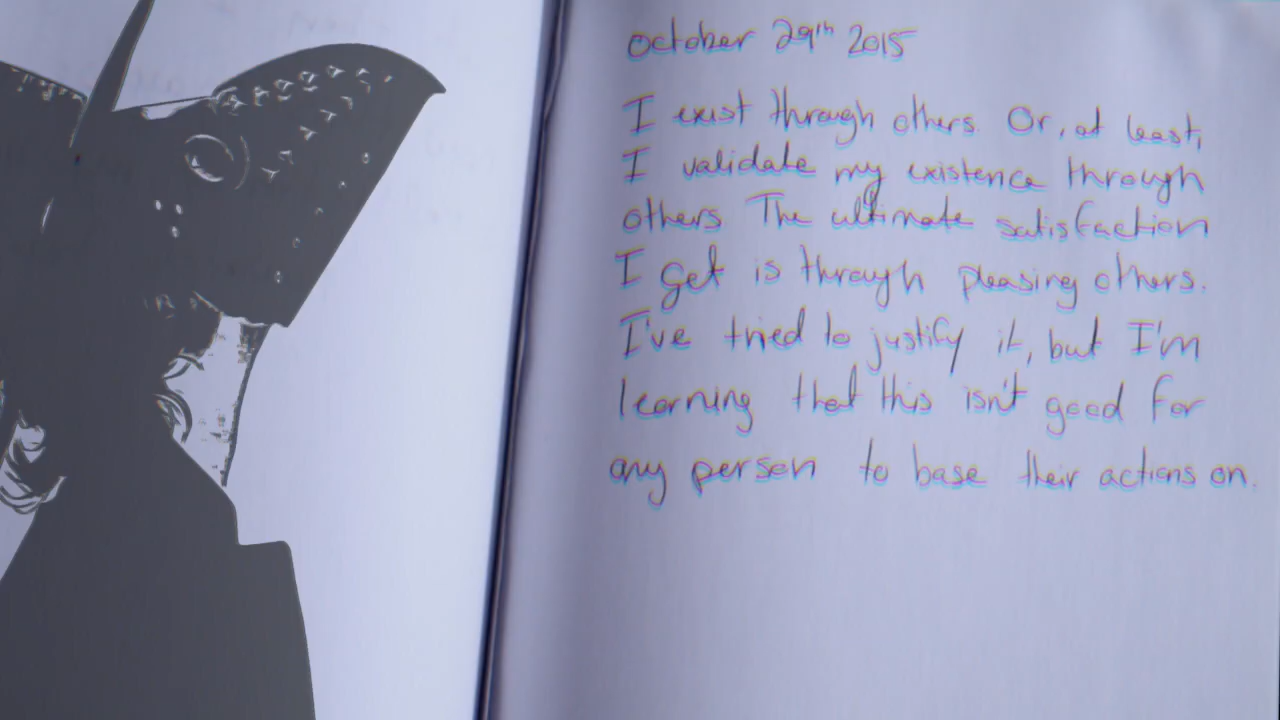 October 29th 2015
I exist through others. Or, at least,
I validate my existence through
others The ultimate satisfaction
I get is through pleasing others.
I've tried to justify it, but I'm
learning that this isn't good for
any person to base their actions on.